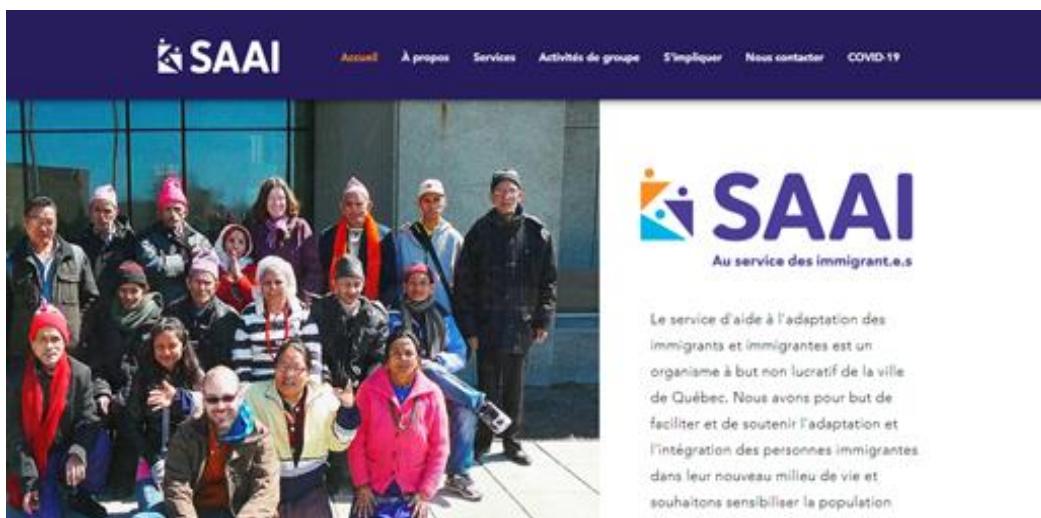 SAAI
Accueil À propos Services Activités de groupe S'impliquer Nous contacter COVID-19
SAAI
Au service des immigrant.e.s
Le service d'aide à l'adaptation des
immigrants et immigrantes est un
organisme à but non lucratif de la ville
de Québec. Nous avons pour but de
faciliter et de soutenir l'adaptation et
l'intégration des personnes immigrantes
dans leur nouveau milieu de vie et
souhaitons sensibiliser la population